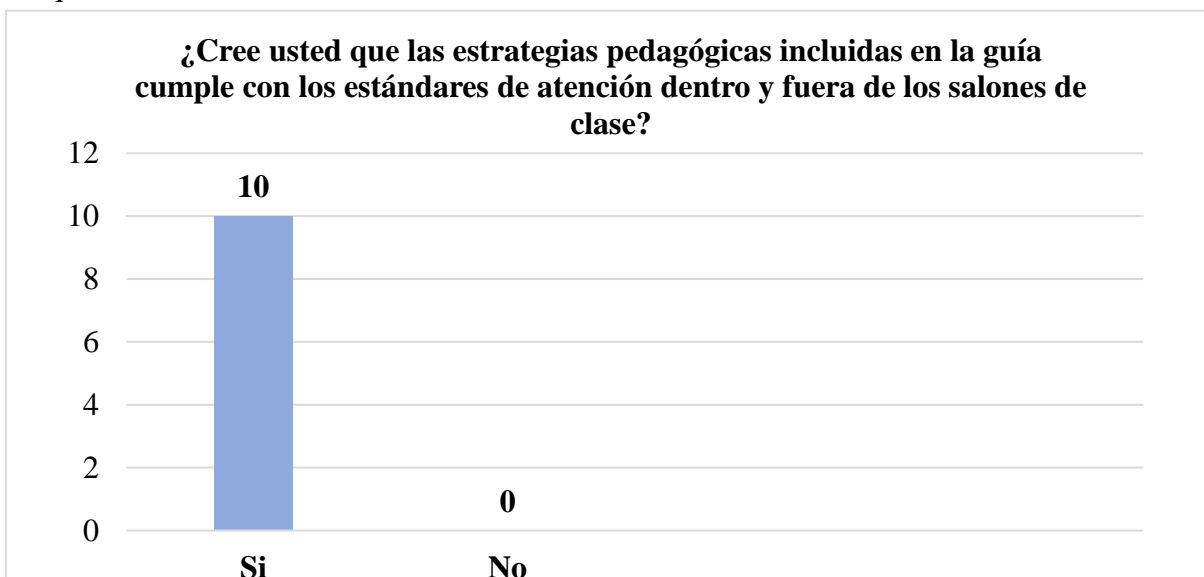 ¿Cree usted que las estrategias pedagógicas incluidas en la guía
cumple con los estándares de atención dentro y fuera de los salones de
clase?
12
10
10
8
6
4
2
0
0
Si
No